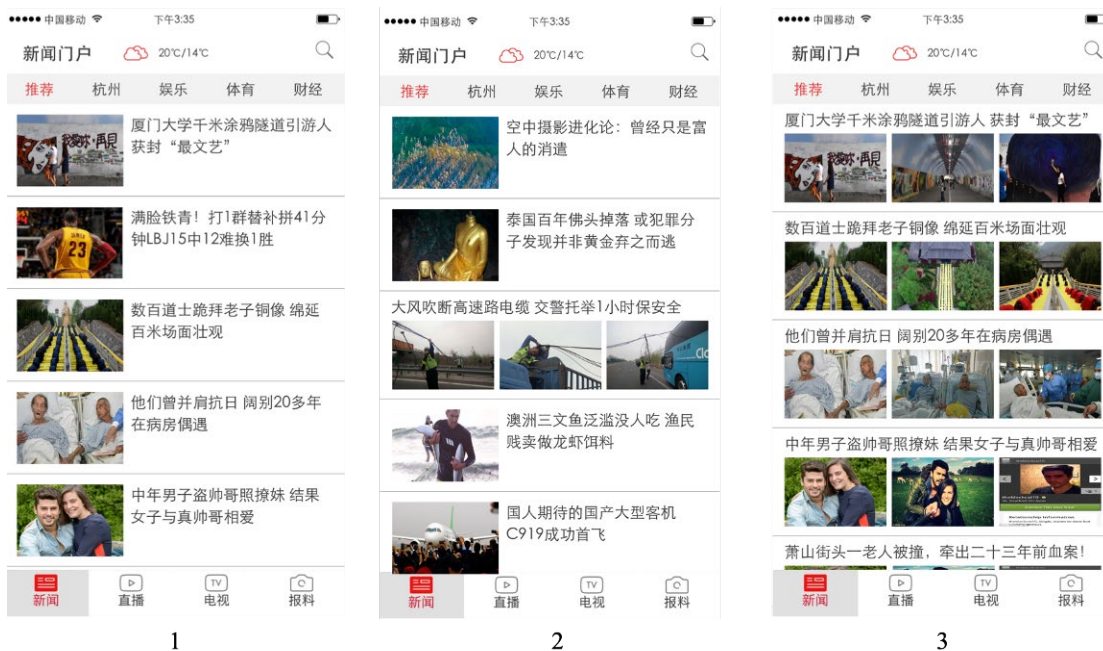 中国移动 下午3:35
新闻门户 20℃/14℃
推荐 杭州 娱乐 体育 财经
厦门大学千米涂鸦隧道引游人
获封“最文艺”
满脸铁青！打1群替补拼41分
钟LBJ15中12难换1胜
数百道士跪拜老子铜像 绵延
百米场面壮观
他们曾并肩抗日 阔别20多年
在病房偶遇
中年男子盗帅哥照撩妹 结果
女子与真帅哥相爱
新闻 直播 电视 报料
TV
1
中国移动 下午3:35
新闻门户 20℃/14℃
推荐 杭州 娱乐 体育 财经
空中摄影进化论：曾经只是富
人的消遣
泰国百年佛头掉落 或犯罪分
子发现并非黄金弃之而逃
大风吹断高速路电缆 交警托举1小时保安全
澳洲三文鱼泛滥没人吃 渔民
贱卖做龙虾饵料
国人期待的国产大型客机
C919成功首飞
新闻 直播 电视 报料
TV
2
中国移动 下午3:35
新闻门户 20℃/14℃
推荐 杭州 娱乐 体育 财经
厦门大学千米涂鸦隧道引游人 获封“最文艺”
数百道士跪拜老子铜像 绵延百米场面壮观
他们曾并肩抗日 阔别20多年在病房偶遇
中年男子盗帅哥照撩妹 结果女子与真帅哥相爱
萧山街头一老人被撞，牵出二十三年前血案！
新闻 直播 电视 报料
TV
3